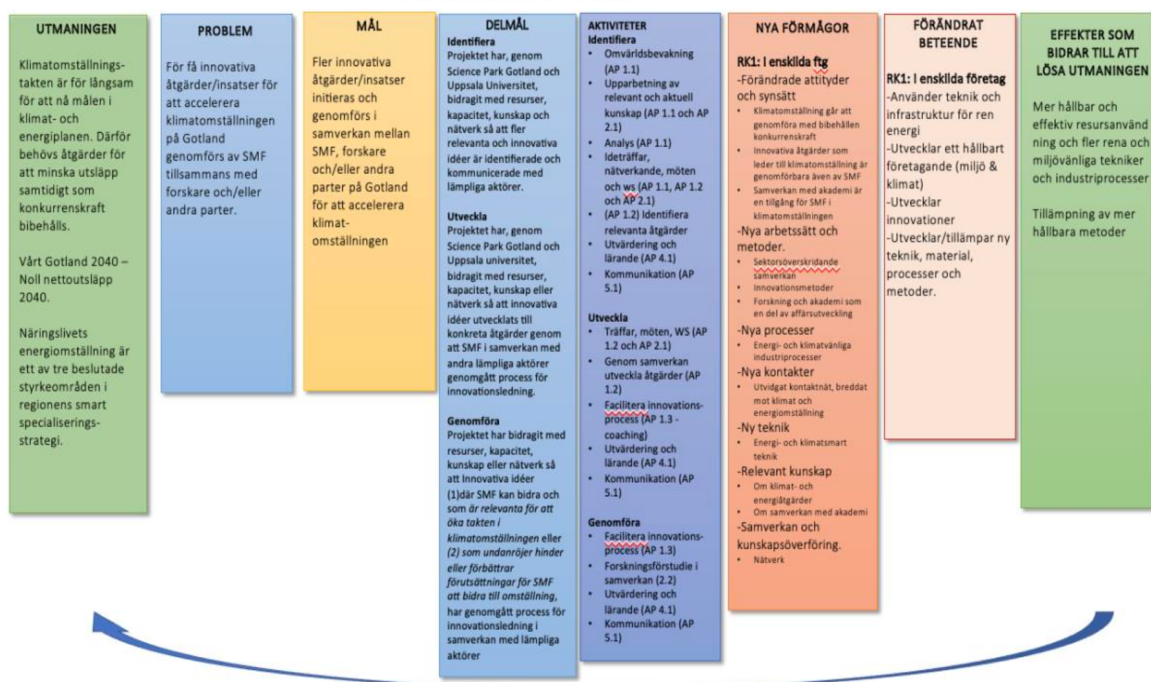 UTMANINGEN
Klimatomställnings-
takten är för långsam
för att nå målen i
klimat- och
energiplanen. Därför
behövs åtgärder för
att minska utsläpp
samtidigt som
konkurrenskraft
bibehålls.
Vårt Gotland 2040 –
Noll nettoutsläpp
2040.
Näringslivets
energiomställning är
ett av tre beslutade
styrkeområden i
regionens smart
specialiserings-
strategi.
PROBLEM
För få innovativa
åtgärder/insatser för
att accelerera
klimatomställningen
på Gotland
genomförs av SMF
tillsammans med
forskare och/eller
andra parter.
MÅL
Fler innovativa
åtgärder/insatser
initieras och
genomförs i
samverkan mellan
SMF, forskare
och/eller andra
parter på Gotland
för att accelerera
klimat-
omställningen
DELMÅL
Identifiera
Projektet har, genom
Science Park Gotland och
Uppsala Universitet,
bidragit med resurser,
kapacitet, kunskap och
nätverk så att fler
relevanta och innovativa
idéer är identifierade och
kommunicerade med
lämpliga aktörer.
Utveckla
Projektet har, genom
Science Park Gotland och
Uppsala universitet,
bidragit med resurser,
kapacitet, kunskap eller
nätverk så att innovativa
idéer utvecklats till
konkreta åtgärder genom
att SMF i samverkan med
andra lämpliga aktörer
genomgått process för
innovationsledning.
Genomföra
Projektet har bidragit med
resurser, kapacitet,
kunskap eller nätverk så
att Innovativa idéer
(1)där SMF kan bidra och
som är relevanta för att
öka takten i
klimatomställningen eller
(2) som undanröjer hinder
eller förbättrar
förutsättningar för SMF
att bidra till omställning,
har genomgått process för
innovationsledning i
samverkan med lämpliga
aktörer
AKTIVITETER
Identifiera
• Omvärldsbevakning
(AP 1.1)
• Upparbetning av
relevant och aktuell
kunskap (AP 1.1 och AP
2.1)
• Analys (AP 1.1)
• Ideträffar,
nätverkande, möten
och ws (AP 1.1, AP 1.2
och AP 2.1)
• (AP 1.2) Identifiera
relevanta åtgärder
• Utvärdering och
lärande (AP 4.1)
• Kommunikation (AP
5.1)
Utveckla
• Träffar, möten, WS (AP
1.2 och AP 2.1)
• Genom samverkan
utveckla åtgärder (AP
1.2)
• Facilitera innovations-
process (AP 1.3 -
coaching)
• Utvärdering och
lärande (AP 4.1)
• Kommunikation (AP
5.1)
Genomföra
• Facilitera innovations-
process (AP 1.3)
• Forskningsförstudie i
samverkan (2.2)
• Utvärdering och
lärande (AP 4.1)
• Kommunikation (AP
5.1)
NYA FÖRMÅGOR
RK1: I enskilda ftg
-Förändrade attityder
och synsätt
• Klimatomställning går att
genomföra med bibehållen
konkurrenskraft
• Innovativa åtgärder som
leder till klimatomställning är
genomförbara även av SMF
• Samverkan med akademi är
en tillgång för SMF i
klimatomställningen
-Nya arbetssätt och
metoder.
• Sektorsöverskridande
samverkan
• Innovationsmetoder
• Forskning och akademi som
en del av affärsutveckling
-Nya processer
• Energi- och klimatvänliga
industriprocesser
-Nya kontakter
• Utvidgat kontaktnät, breddat
mot klimat och
energiomställning
-Ny teknik
• Energi- och klimatsmart
teknik
-Relevant kunskap
• Om klimat- och
energiåtgärder
• Om samverkan med akademi
-Samverkan och
kunskapsöverföring.
• Nätverk
FÖRÄNDRAT
BETEENDE
RK1: I enskilda företag
-Använder teknik och
infrastruktur för ren
energi
-Utvecklar ett hållbart
företagande (miljö &
klimat)
-Utvecklar
innovationer
-Utvecklar/tillämpar ny
teknik, material,
processer och
metoder.
EFFEKTER SOM
BIDRAR TILL ATT
LÖSA UTMANINGEN
Mer hållbar och
effektiv resursanvänd
ning och fler rena och
miljövänliga tekniker
och industriprocesser
Tillämpning av mer
hållbara metoder